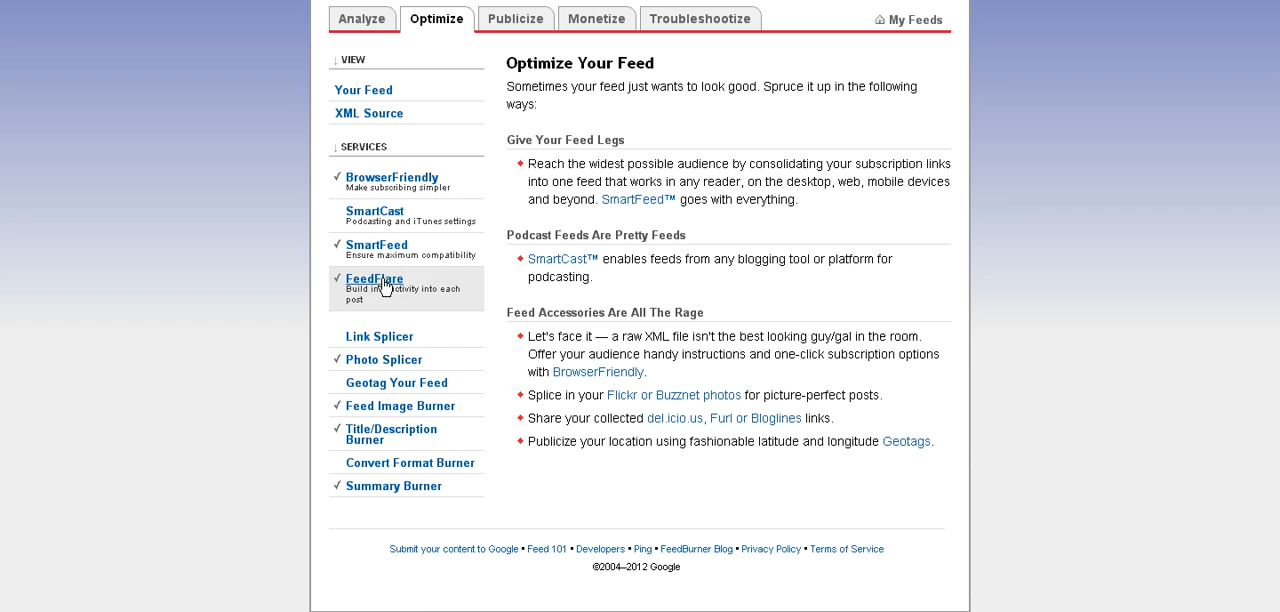 Analyze
Optimize
Publicize
Monetize
Troubleshootize
My Feeds
↓ VIEW
Your Feed
XML Source
↓ SERVICES
✓ BrowserFriendly
Make subscribing simpler
SmartCast
Podcasting and iTunes settings
✓ SmartFeed
Ensure maximum compatibility
✓ FeedFlare
Build in ctivity into each
post
Link Splicer
✓ Photo Splicer
Geotag Your Feed
✓ Feed Image Burner
✓ Title/Description
Burner
Convert Format Burner
✓ Summary Burner
Optimize Your Feed
Sometimes your feed just wants to look good. Spruce it up in the following
ways:
Give Your Feed Legs
Reach the widest possible audience by consolidating your subscription links
into one feed that works in any reader, on the desktop, web, mobile devices
and beyond. SmartFeed™ goes with everything.
Podcast Feeds Are Pretty Feeds
SmartCast™ enables feeds from any blogging tool or platform for
podcasting.
Feed Accessories Are All The Rage
Let's face it — a raw XML file isn't the best looking guy/gal in the room.
Offer your audience handy instructions and one-click subscription options
with BrowserFriendly.
Splice in your Flickr or Buzznet photos for picture-perfect posts.
Share your collected del.icio.us, Furl or Bloglines links.
Publicize your location using fashionable latitude and longitude Geotags.
Submit your content to Google • Feed 101 • Developers • Ping • FeedBurner Blog • Privacy Policy • Terms of Service
©2004–2012 Google